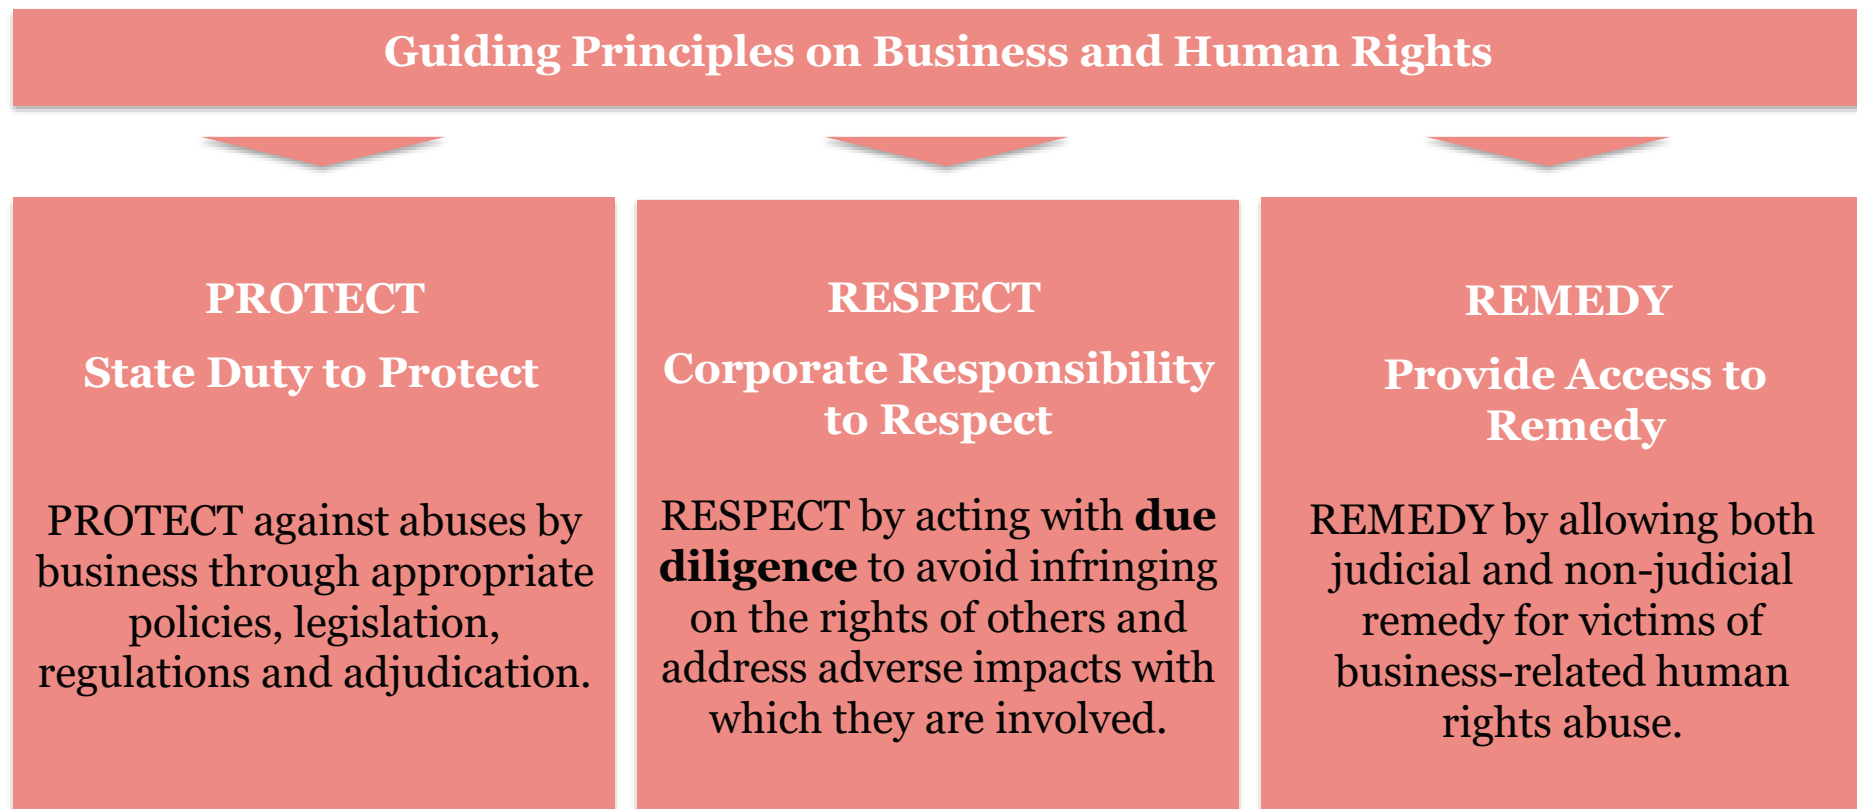 Guiding Principles on Business and Human Rights
PROTECT
State Duty to Protect
PROTECT against abuses by
business through appropriate
policies, legislation,
regulations and adjudication.
RESPECT
Corporate Responsibility
to Respect
RESPECT by acting with due
diligence to avoid infringing
on the rights of others and
address adverse impacts with
which they are involved.
REMEDY
Provide Access to
Remedy
REMEDY by allowing both
judicial and non-judicial
remedy for victims of
business-related human
rights abuse.